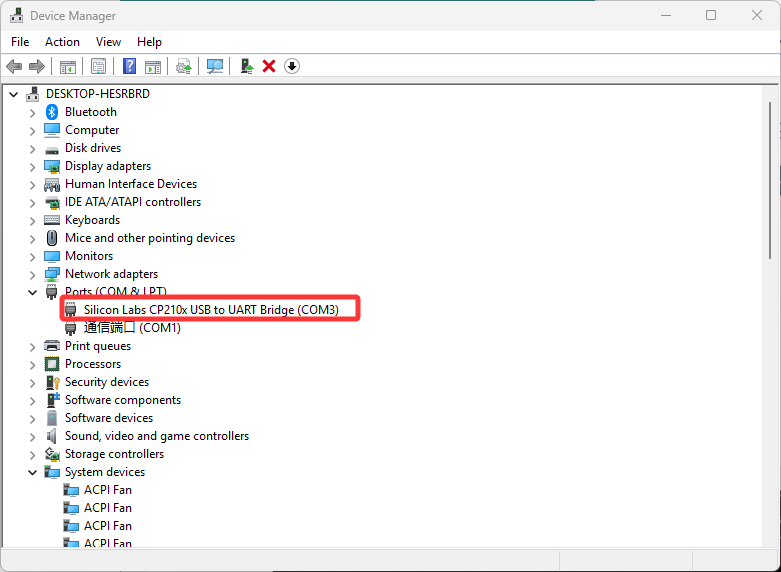 Device Manager
File Action View Help
DESKTOP-HESRBRD
Bluetooth
Computer
Disk drives
Display adapters
Human Interface Devices
IDE ATA/ATAPI controllers
Keyboards
Mice and other pointing devices
Monitors
Network adapters
Ports (COM & LPT)
Silicon Labs CP210x USB to UART Bridge (COM3)
通信端口 (COM1)
Print queues
Processors
Security devices
Software components
Software devices
Sound, video and game controllers
Storage controllers
System devices
ACPI Fan
ACPI Fan
ACPI Fan
ACPI Fan